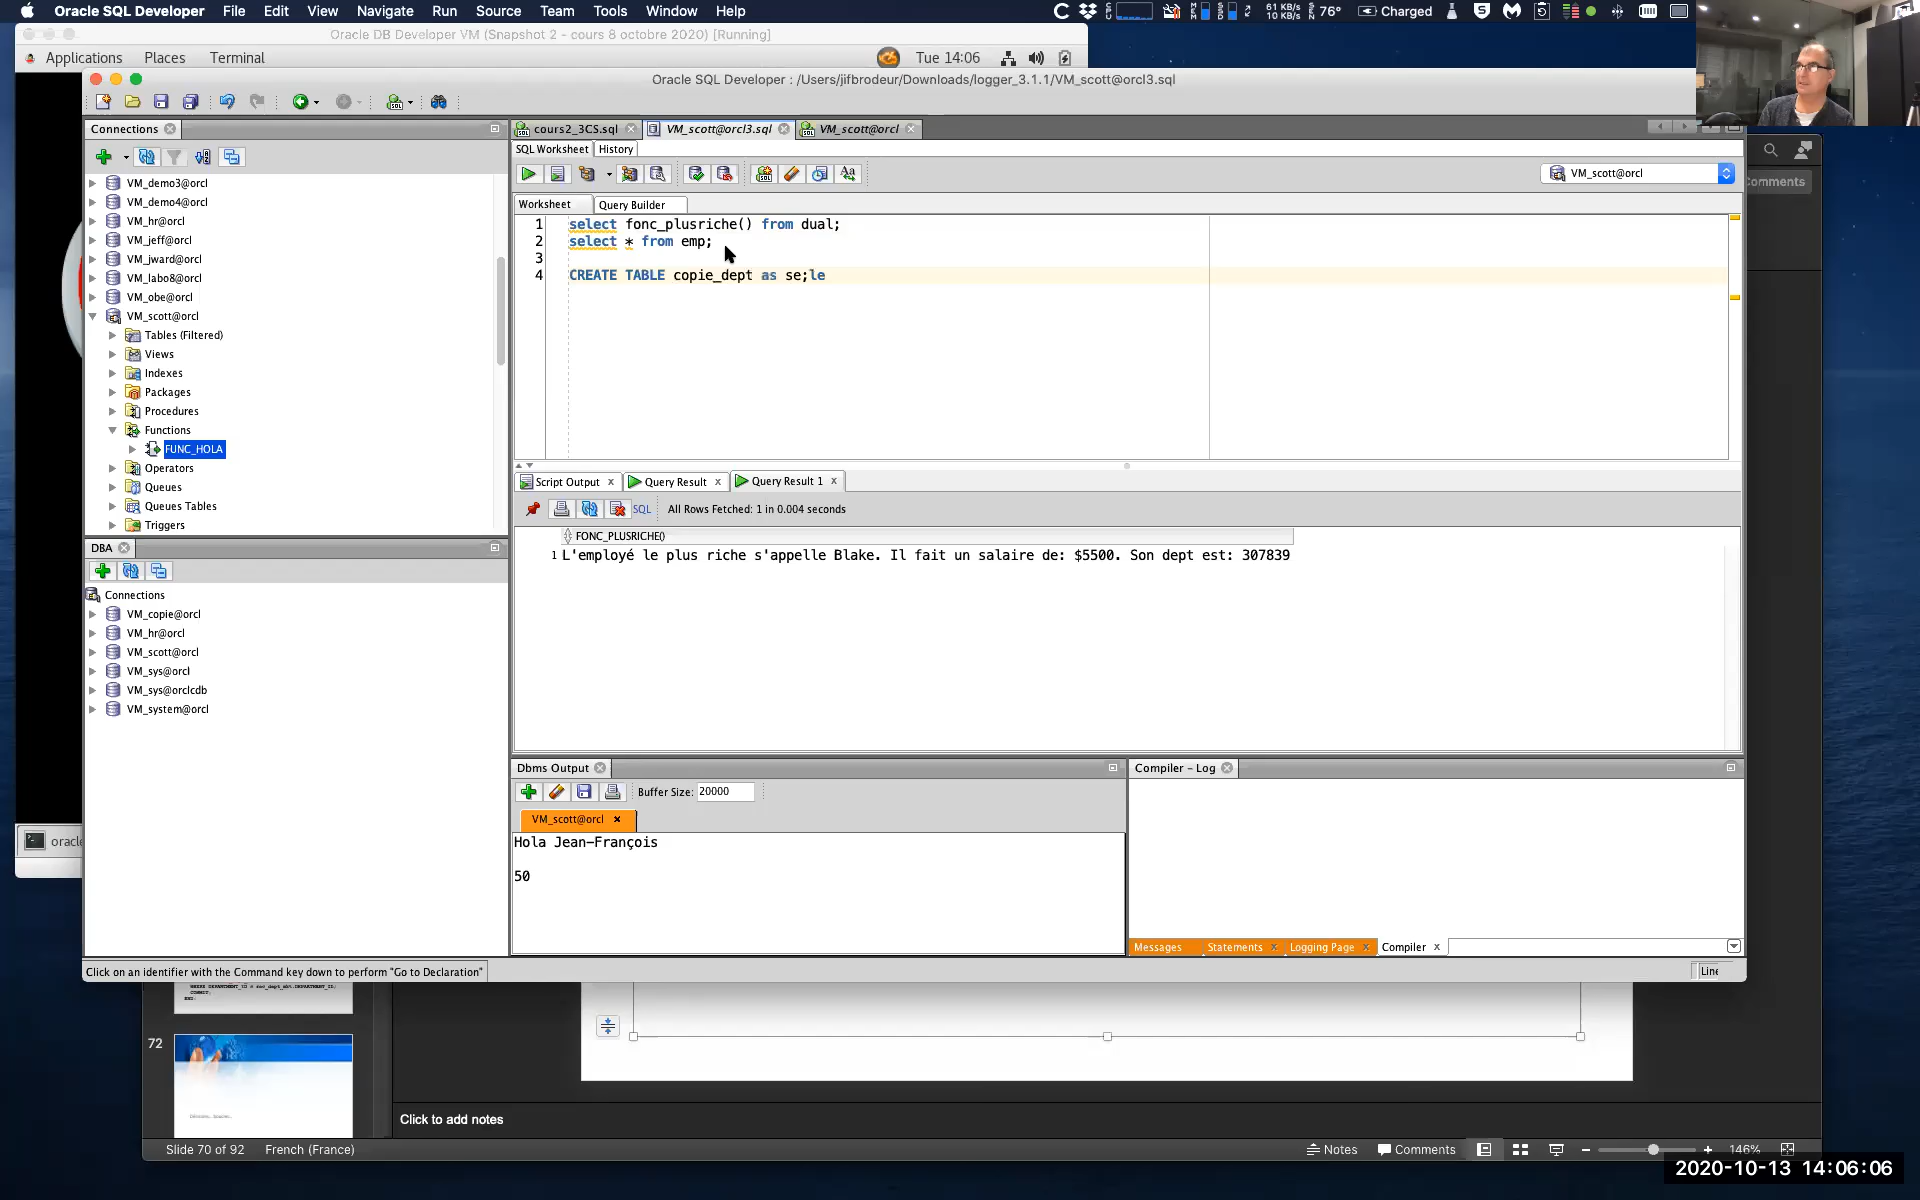 Oracle SQL Developer File Edit View Navigate Run Source Team Tools Window Help
61 KB/s
10 KB/s
76° Charged
Oracle DB Developer VM (Snapshot 2 - cours 8 octobre 2020) [Running]
Applications Places Terminal
Tue 14:06
Oracle SQL Developer : /Users/jifbrodeur/Downloads/logger_3.1.1/VM_scott@orcl3.sql
Connections
cours2_3CS.sql
VM_scott@orcl3.sql
VM_scott@orcl
SQL Worksheet History
VM_scott@orcl
omments
Worksheet Query Builder
1 select fonc_plusriche() from dual;
2 select * from emp;
3
4 CREATE TABLE copie_dept as se;le
VM_demo3@orcl
VM_demo4@orcl
VM_hr@orcl
VM_jeff@orcl
VM_jward@orcl
VM_labo8@orcl
VM_obe@orcl
VM_scott@orcl
Tables (Filtered)
Views
Indexes
Packages
Procedures
Functions
FUNC_HOLA
Operators
Queues
Queues Tables
Triggers
Script Output x Query Result x Query Result 1 x
SQL All Rows Fetched: 1 in 0.004 seconds
FONC_PLUSRICHE()
1 L'employé le plus riche s'appelle Blake. Il fait un salaire de: $5500. Son dept est: 307839
DBA
Connections
VM_copie@orcl
VM_hr@orcl
VM_scott@orcl
VM_sys@orcl
VM_sys@orclcdb
VM_system@orcl
Dbms Output
Buffer Size: 20000
VM_scott@orcl
Hola Jean-François
50
Compiler - Log
Messages Statements Logging Page Compiler
oracle
Click on an identifier with the Command key down to perform "Go to Declaration"
Line
COMMIT;
END;
72
Click to add notes
Slide 70 of 92 French (France)
Notes Comments
146%
2020-10-13 14:06:06